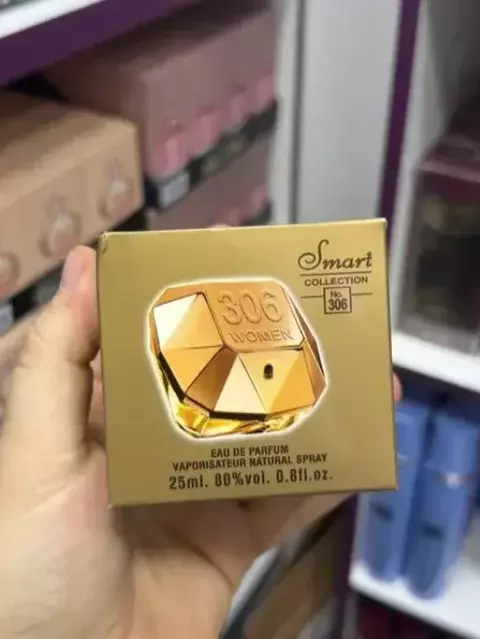 Smart
COLLECTION
No.
306
306
WOMEN
EAU DE PARFUM
VAPORISATEUR NATURAL SPRAY
25ml. 80%vol. 0.8fl.oz.